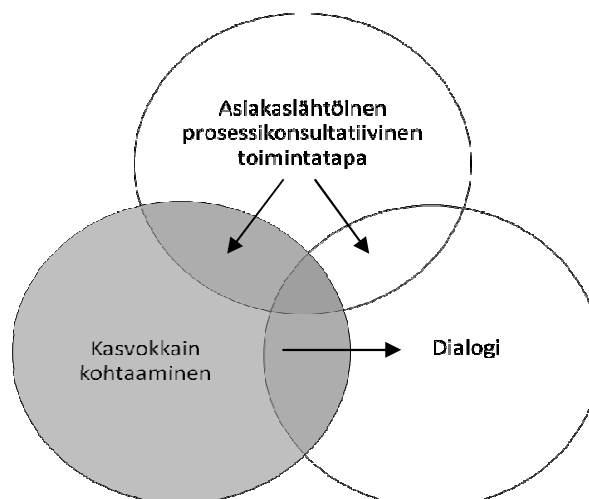 Asiakaslähtöinen
prosessikonsultatiivinen
toimintatapa
Kasvokkain
kohtaaminen
Dialogi